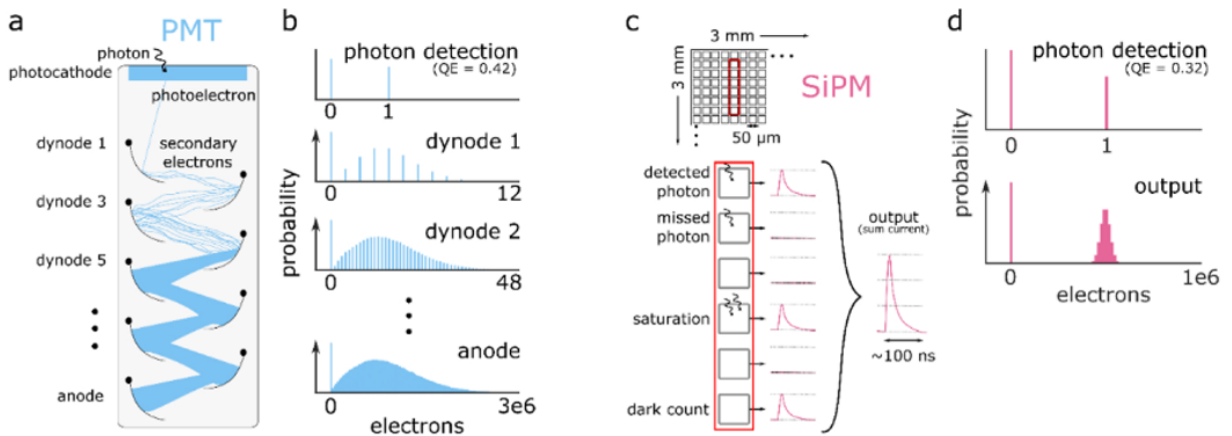 a
PMT
photon
photocathode
photoelectron
dynode 1
secondary
electrons
dynode 3
dynode 5
anode
b
photon detection
(QE = 0.42)
0 1
dynode 1
0 12
dynode 2
0 48
anode
0 3e6
probability
c
3 mm
3 mm
SiPM
50 μm
detected
photon
missed
photon
saturation
dark count
output
(sum current)
~100 ns
d
photon detection
(QE = 0.32)
0 1
output
0 1e6
electrons
probability